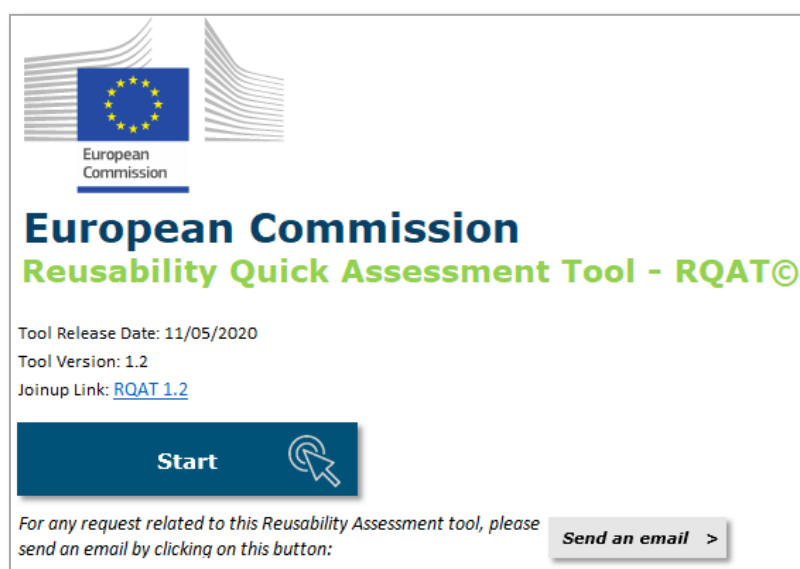 European
Commission
European Commission
Reusability Quick Assessment Tool - RQAT©
Tool Release Date: 11/05/2020
Tool Version: 1.2
Joinup Link: RQAT 1.2
Start
For any request related to this Reusability Assessment tool, please
send an email by clicking on this button:
Send an email >